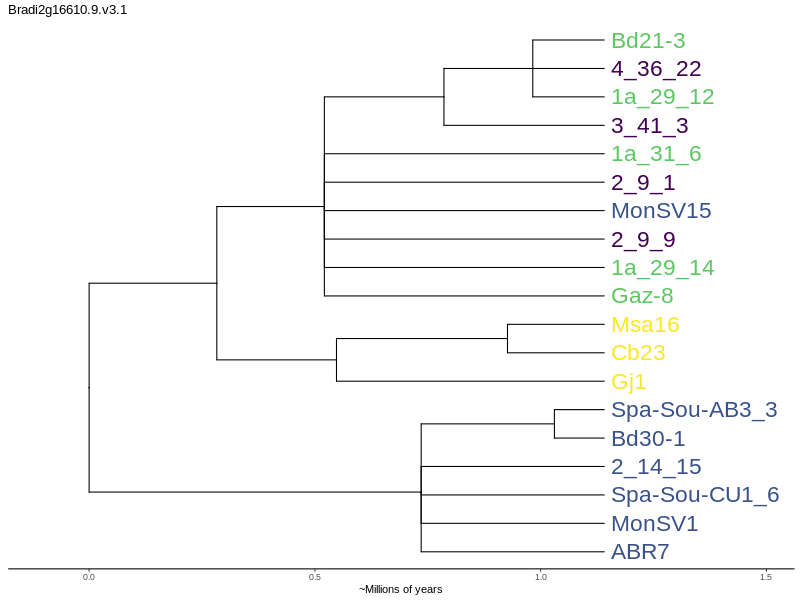 Bradi2g16610.9.v3.1
Bd21-3
4_36_22
1a_29_12
3_41_3
1a_31_6
2_9_1
MonSV15
2_9_9
1a_29_14
Gaz-8
Msa16
Cb23
Gj1
Spa-Sou-AB3_3
Bd30-1
2_14_15
Spa-Sou-CU1_6
MonSV1
ABR7
0.0 0.5 1.0 1.5
~Millions of years